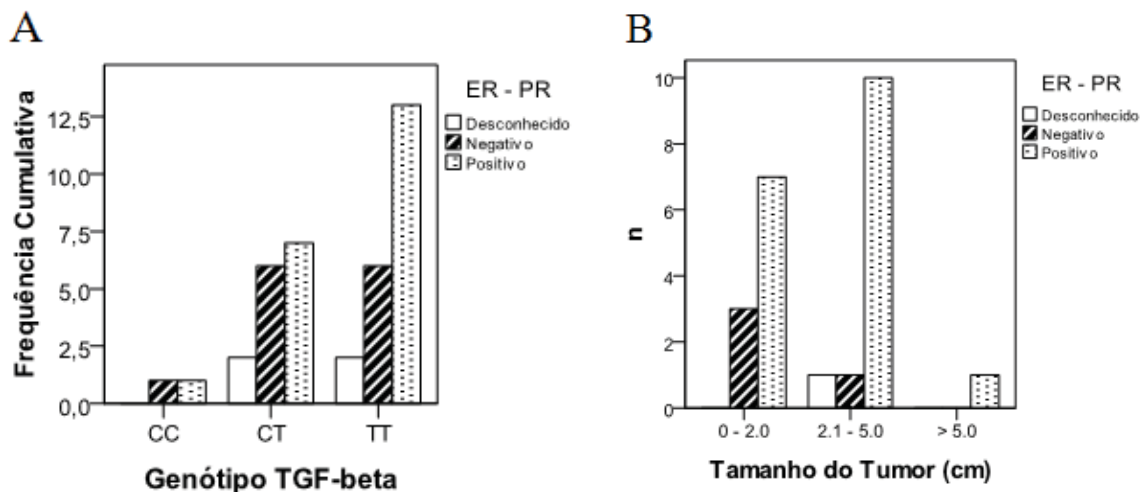 A
Frequência Cumulativa
12,5
10,0
7,5
5,0
2,5
0,0
CC CT TT
Genótipo TGF-beta
ER - PR
Desconhecido
Negativo
Positivo
B
n
10
8
6
4
2
0
0 - 2.0 2.1 - 5.0 > 5.0
Tamanho do Tumor (cm)
ER - PR
Desconhecido
Negativo
Positivo